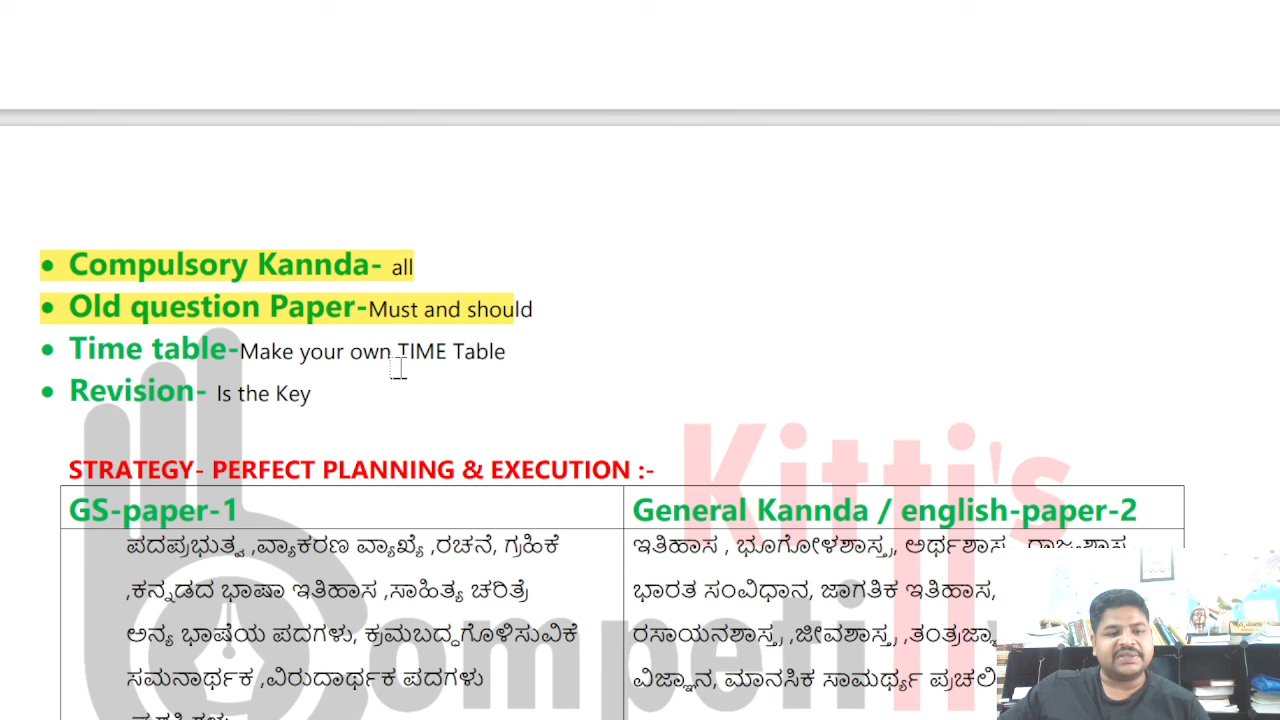 • Compulsory Kannda- all
• Old question Paper-Must and should
• Time table-Make your own TIME Table
• Revision- Is the Key
Kitti's
STRATEGY- PERFECT PLANNING & EXECUTION :-
GS-paper-1
General Kannda / english-paper-2
ಪದಪ್ರಭುತ್ವ ,ವ್ಯಾಕರಣ ವ್ಯಾಖ್ಯೆ ,ರಚನೆ, ಗ್ರಹಿಕೆ
,ಕನ್ನಡದ ಭಾಷಾ ಇತಿಹಾಸ ,ಸಾಹಿತ್ಯ ಚರಿತ್ರೆ
ಅನ್ಯ ಭಾಷೆಯ ಪದಗಳು, ಕ್ರಮಬದ್ಧಗೊಳಿಸುವಿಕೆ
ಸಮನಾರ್ಥಕ ,ವಿರುದಾರ್ಥಕ ಪದಗಳು
ಇತಿಹಾಸ , ಭೂಗೋಳಶಾಸ್ತ್ರ, ಅರ್ಥಶಾಸ್ತ್ರ
ಭಾರತ ಸಂವಿಧಾನ, ಜಾಗತಿಕ ಇತಿಹಾಸ,
ರಸಾಯನಶಾಸ್ತ್ರ ,ಜೀವಶಾಸ್ತ್ರ
ವಿಜ್ಞಾನ, ಮಾನಸಿಕ ಸಾಮರ್ಥ್ಯ